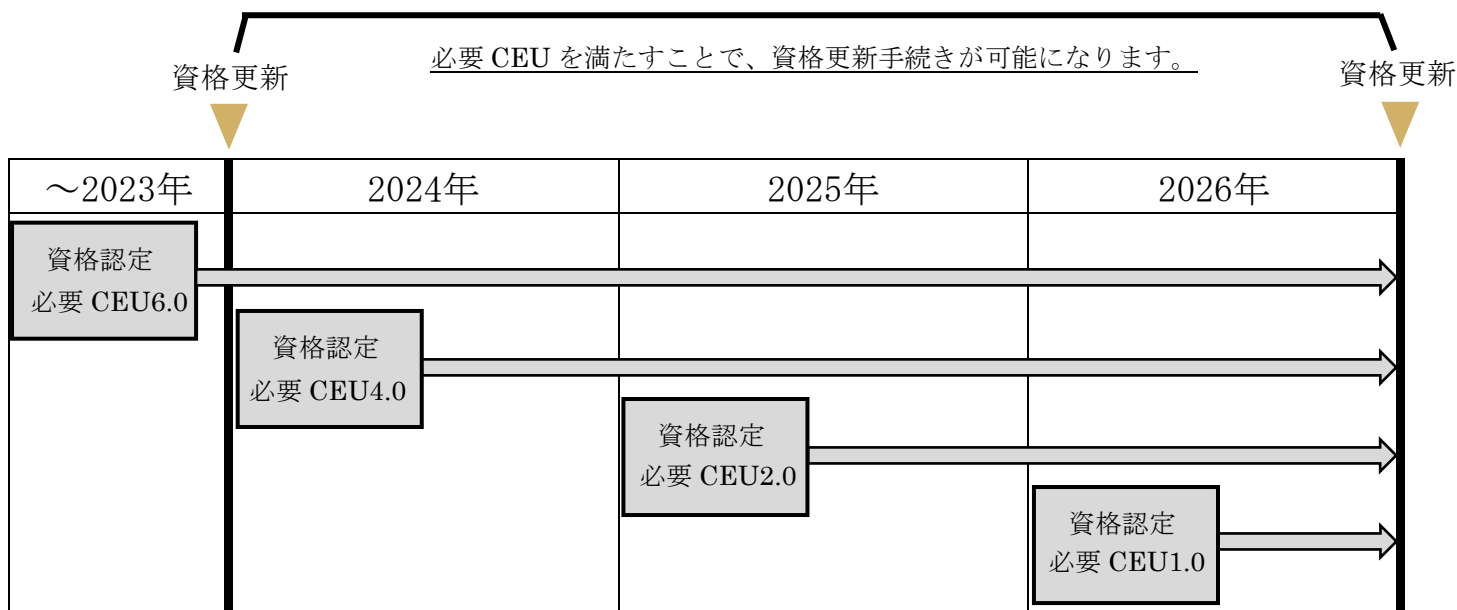 必要 CEU を満たすことで、資格更新手続きが可能になります。
資格更新
資格更新
～2023年
2024年
2025年
2026年
資格認定
必要 CEU6.0
資格認定
必要 CEU4.0
資格認定
必要 CEU2.0
資格認定
必要 CEU1.0